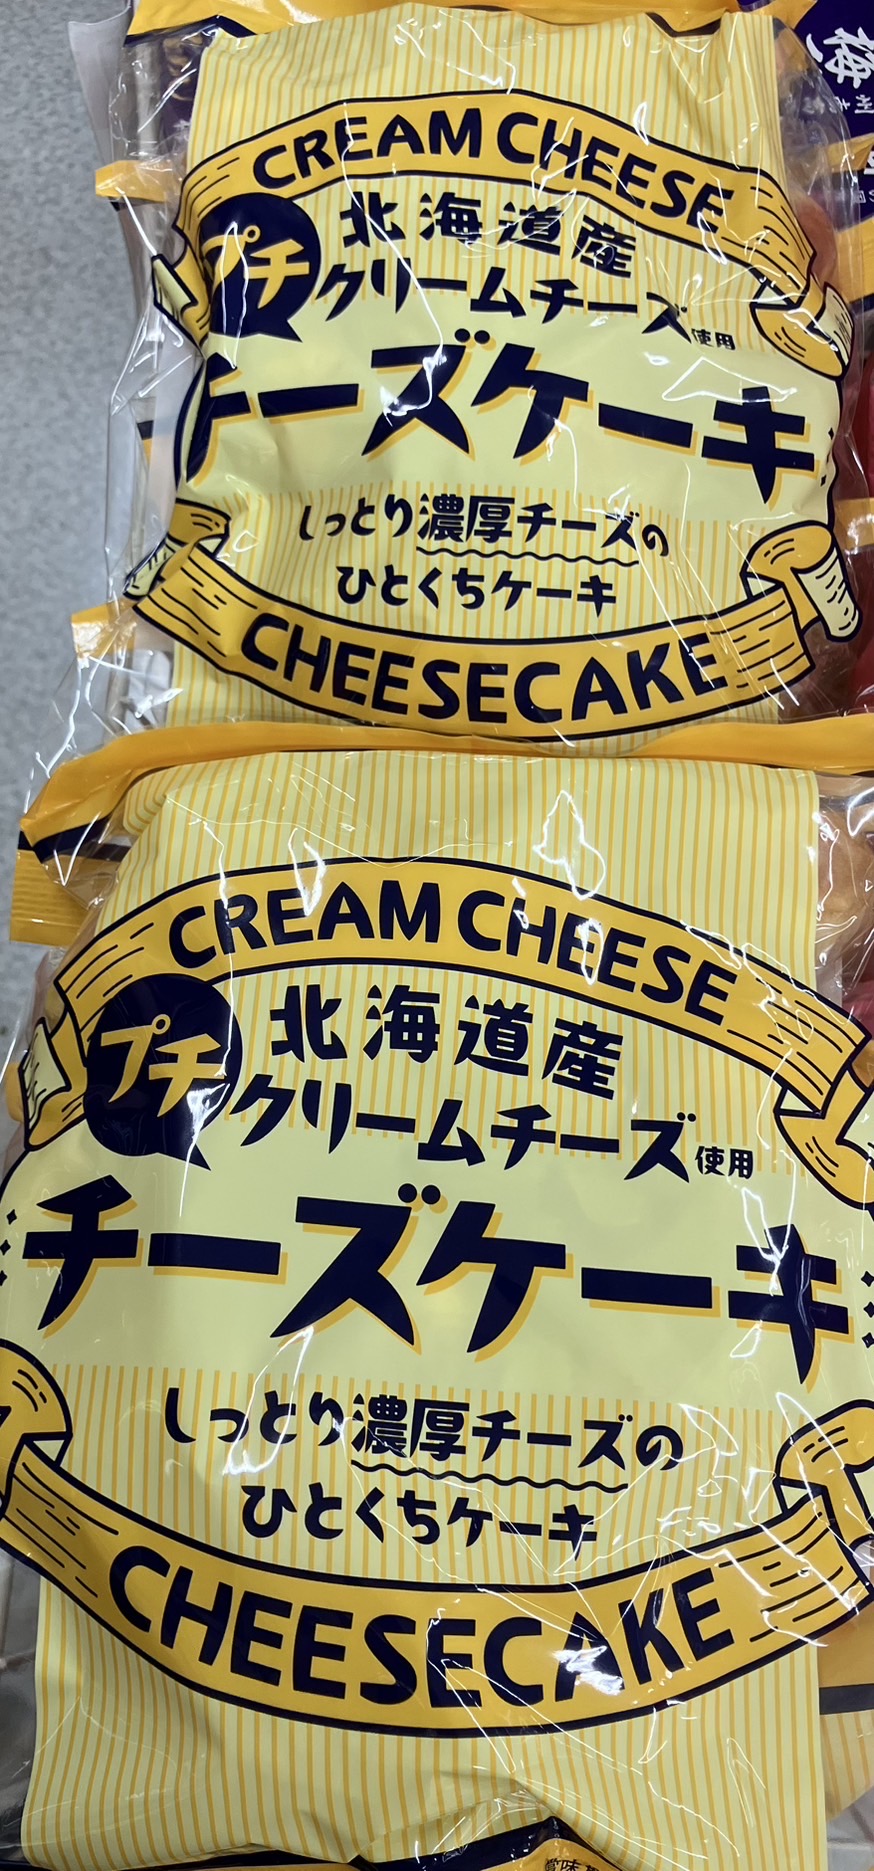 CREAM CHEESE
プチ
北海道産
クリームチーズ使用
チーズケーキ
しっとり濃厚チーズの
ひとくちケーキ
CHEESECAKE
CREAM CHEESE
プチ
北海道産
クリームチーズ使用
チーズケーキ
しっとり濃厚チーズの
ひとくちケーキ
CHEESECAKE
賞味